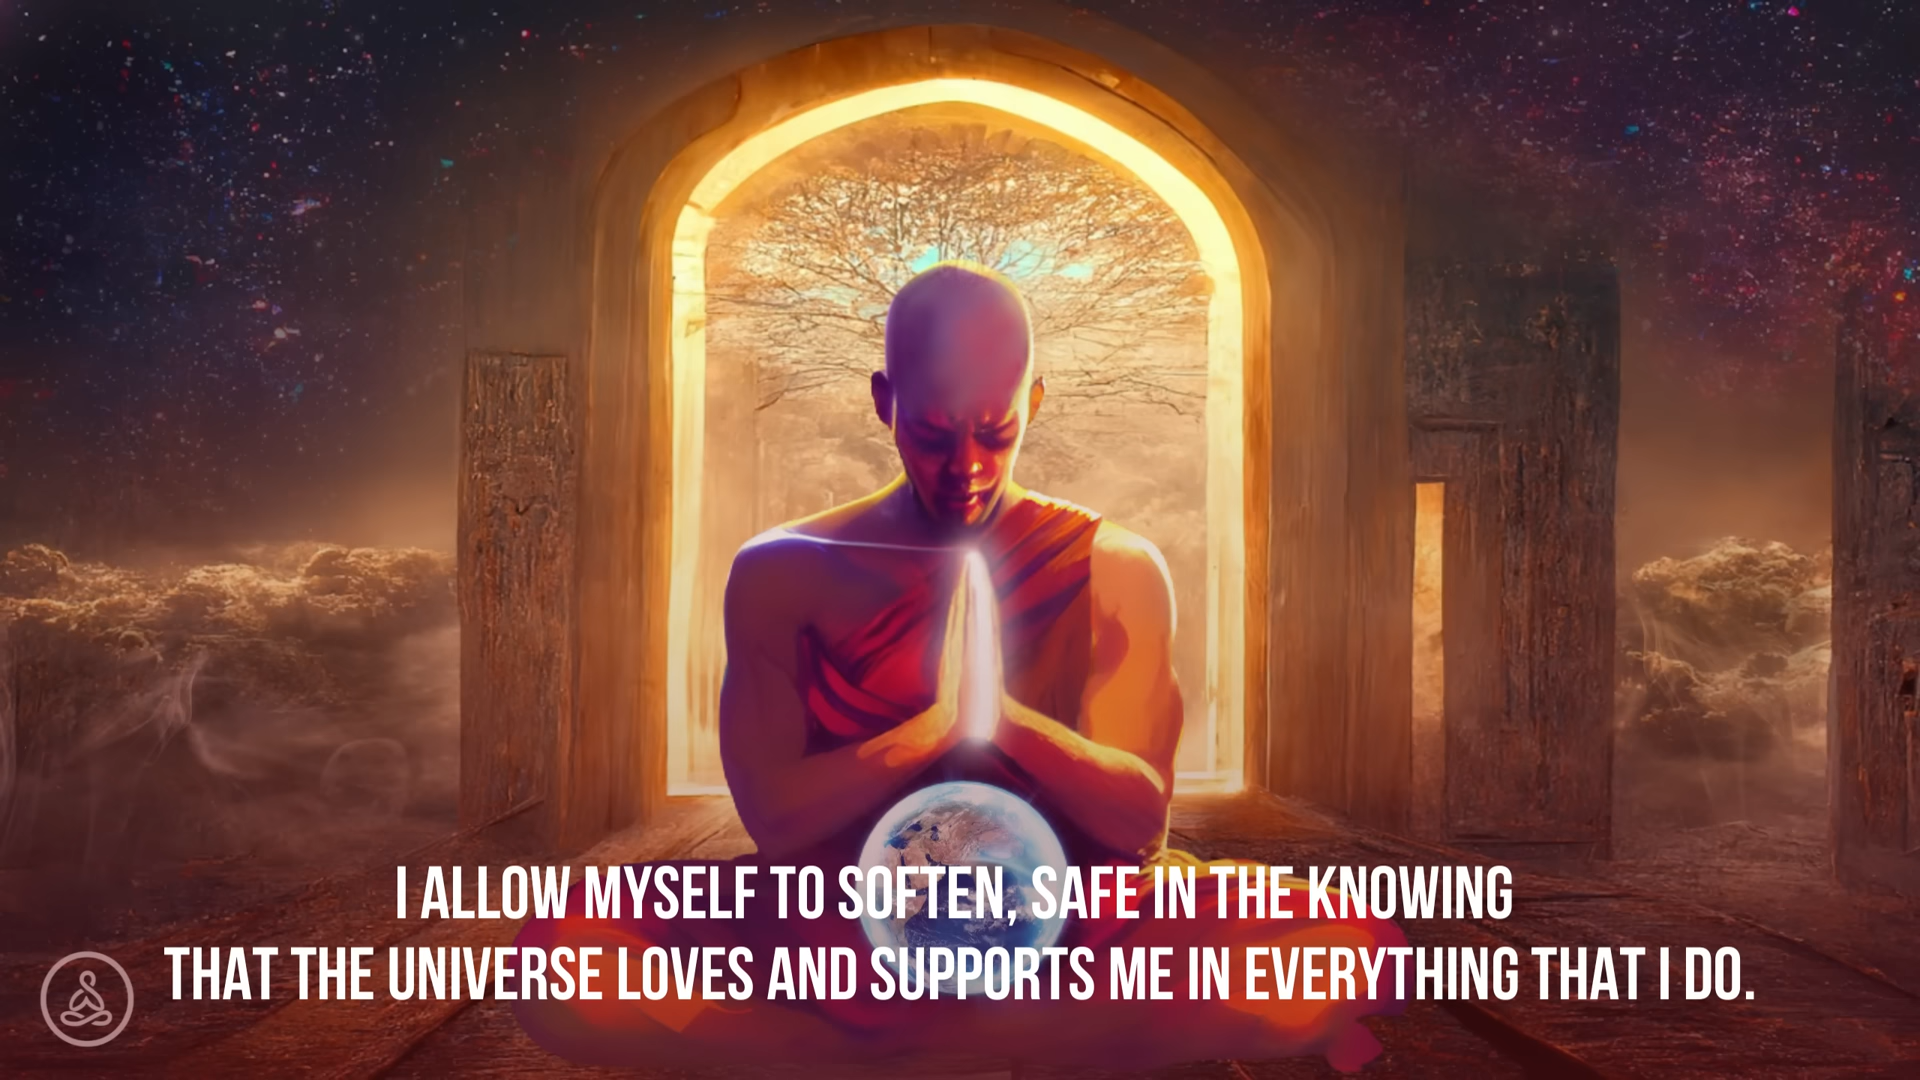 I ALLOW MYSELF TO SOFTEN, SAFE IN THE KNOWING
THAT THE UNIVERSE LOVES AND SUPPORTS ME IN EVERYTHING THAT I DO.